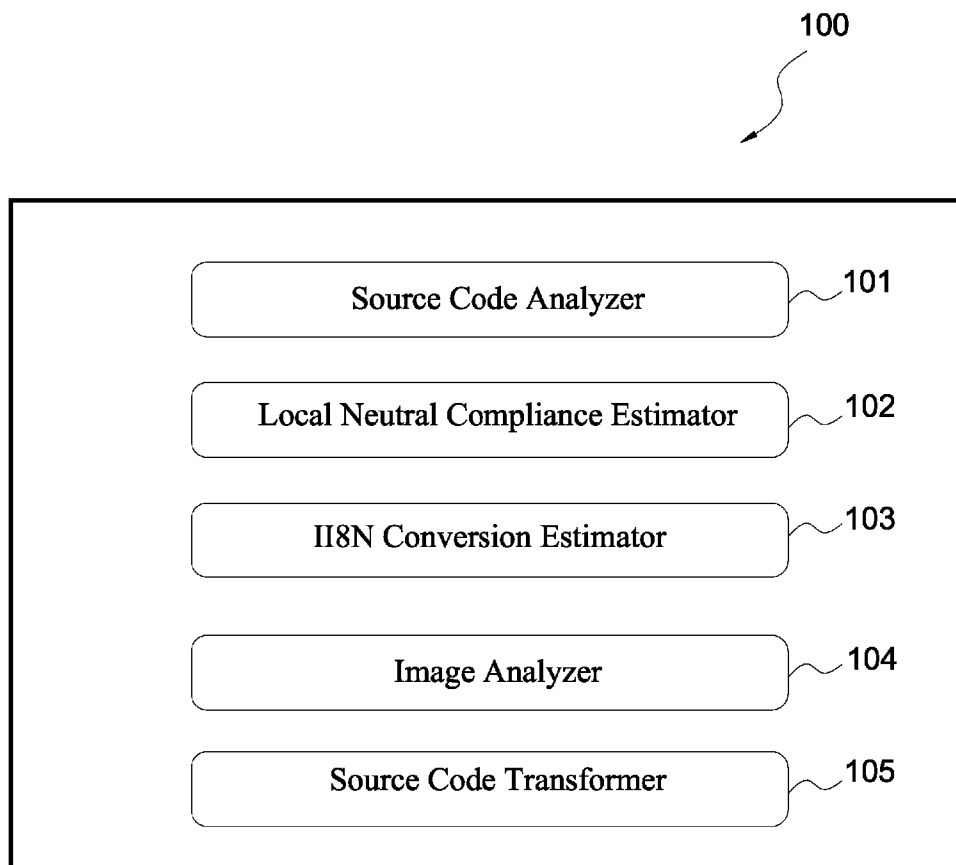 100
Source Code Analyzer
101
Local Neutral Compliance Estimator
102
II8N Conversion Estimator
103
Image Analyzer
104
Source Code Transformer
105